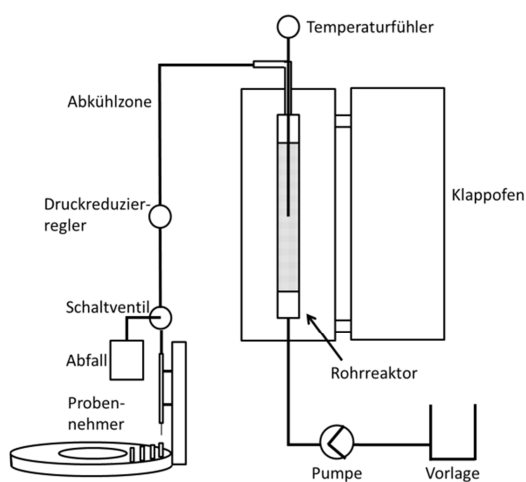 Temperaturfühler
Abkühlzone
Klappofen
Druckreduzier-
regler
Schaltventil
Abfall
Rohrreaktor
Proben-
nehmer
Pumpe
Vorlage